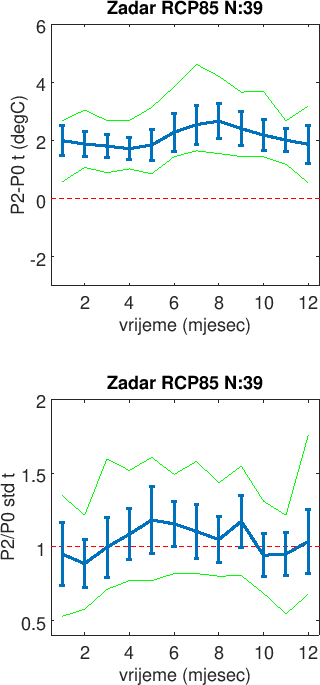 Zadar RCP85 N:39
6
4
2
0
-2
P2-P0 t (degC)
2 4 6 8 10 12
vrijeme (mjesec)
Zadar RCP85 N:39
2
1.5
1
0.5
P2/P0 std t
2 4 6 8 10 12
vrijeme (mjesec)